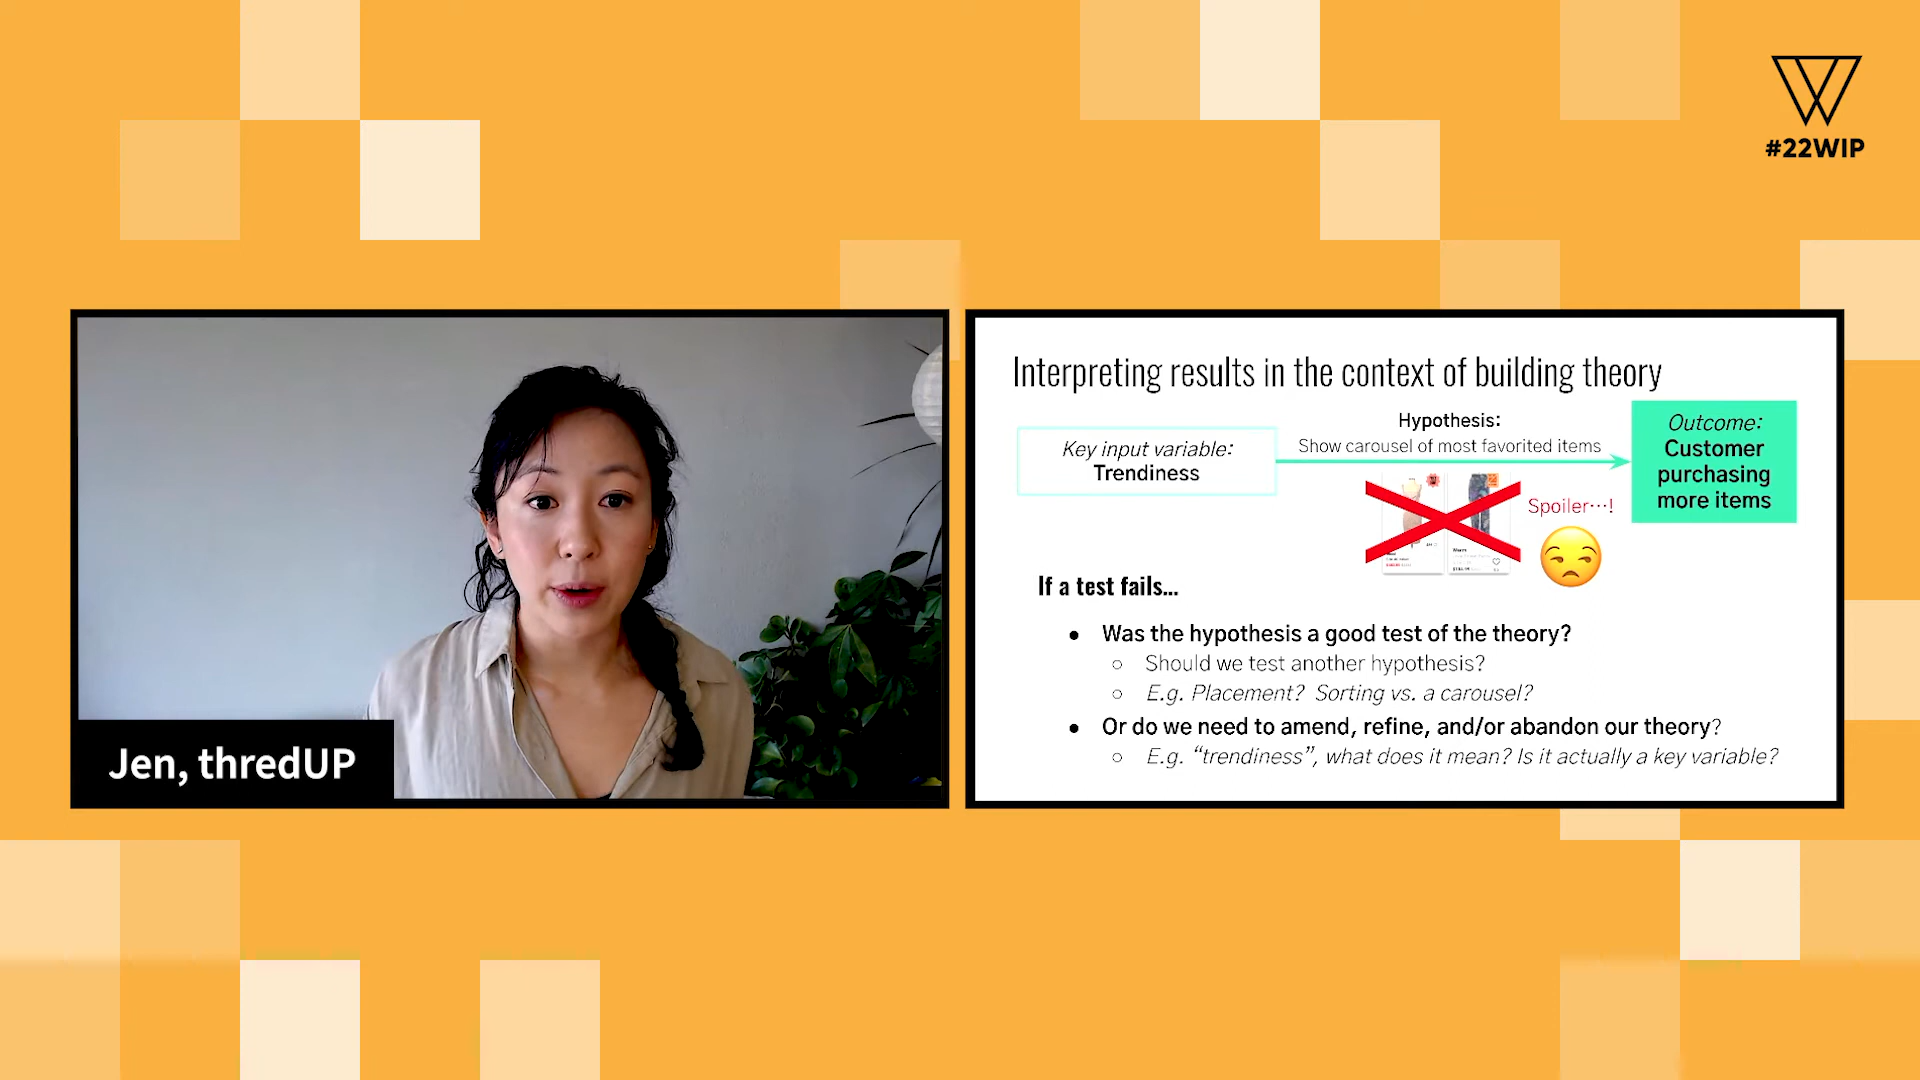 #22WIP
Jen, thredUP
Interpreting results in the context of building theory
Key input variable:
Trendiness
Hypothesis:
Show carousel of most favorited items
Outcome:
Customer
purchasing
more items
Spoiler...!
If a test fails...
• Was the hypothesis a good test of the theory?
○ Should we test another hypothesis?
○ E.g. Placement? Sorting vs. a carousel?
• Or do we need to amend, refine, and/or abandon our theory?
○ E.g. “trendiness”, what does it mean? Is it actually a key variable?